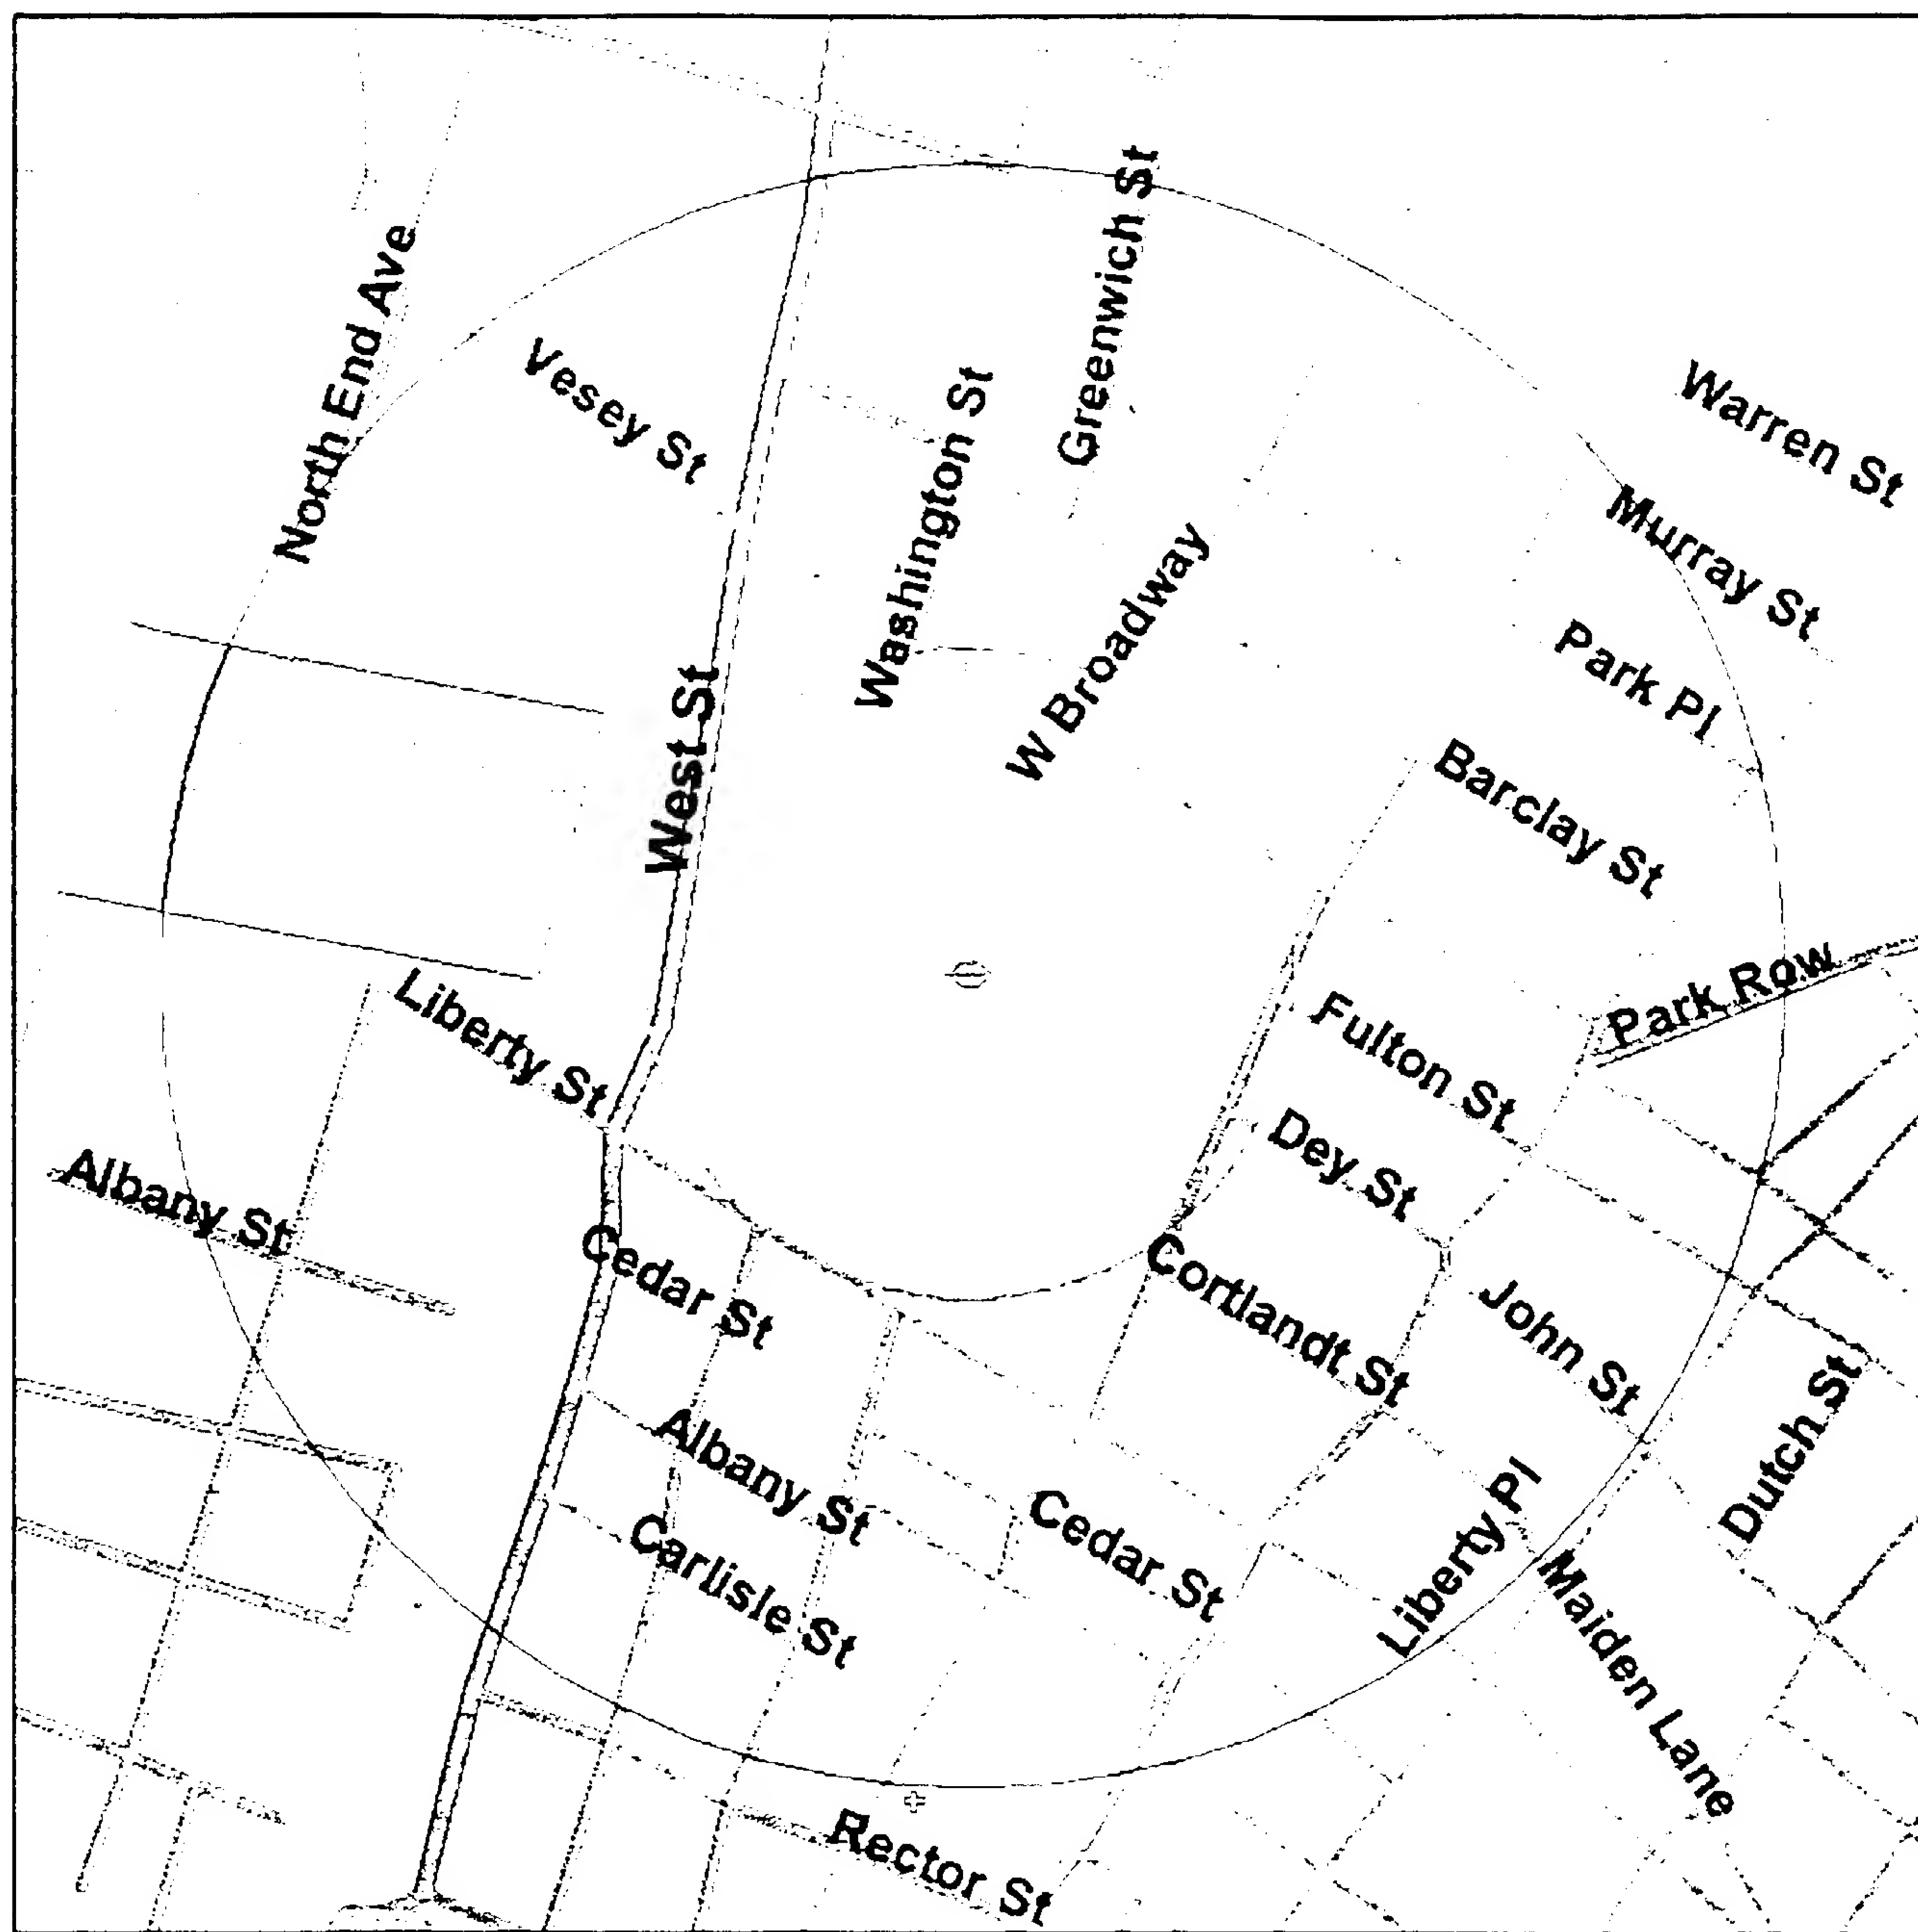 Greenwich St
North End Ave
Vesey St
Washington St
Warren St
Murray St
W Broadway
Park Pl
West St
Barclay St
Park Row
Liberty St
Fulton St
Dey St
Albany St
Cedar St
Cortlandt St
John St
Dutch St
Albany St
Cedar St
Liberty Pl
Carlisle St
Maiden Lane
Rector St